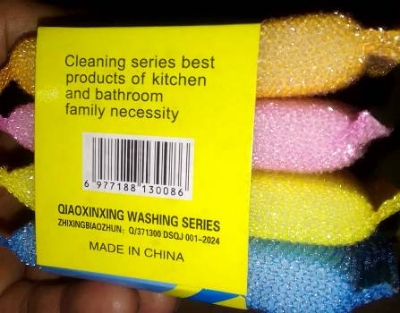 Cleaning series best
products of kitchen
and bathroom
family necessity
6 977188 130086
QIAOXINXING WASHING SERIES
ZHIXINGBIAOZHUN: Q/371300 DSQJ 001-2024
MADE IN CHINA